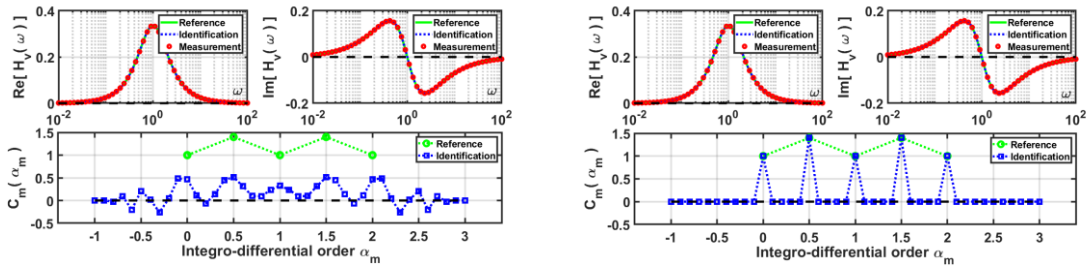 Re[ H_v(ω) ]
0.4
0.2
0
10^-2
10^0
10^2
ω
Reference
Identification
Measurement
Im[ H_v(ω) ]
0.2
0
-0.2
10^-2
10^0
10^2
ω
Reference
Identification
Measurement
C_m( α_m)
1.5
1
0.5
0
-0.5
-1
-0.5
0
0.5
1
1.5
2
2.5
3
Reference
Identification
Integro-differential order α_m
Re[ H_v(ω) ]
0.4
0.2
0
10^-2
10^0
10^2
ω
Reference
Identification
Measurement
Im[ H_v(ω) ]
0.2
0
-0.2
10^-2
10^0
10^2
ω
Reference
Identification
Measurement
C_m( α_m)
1.5
1
0.5
0
-0.5
-1
-0.5
0
0.5
1
1.5
2
2.5
3
Reference
Identification
Integro-differential order α_m